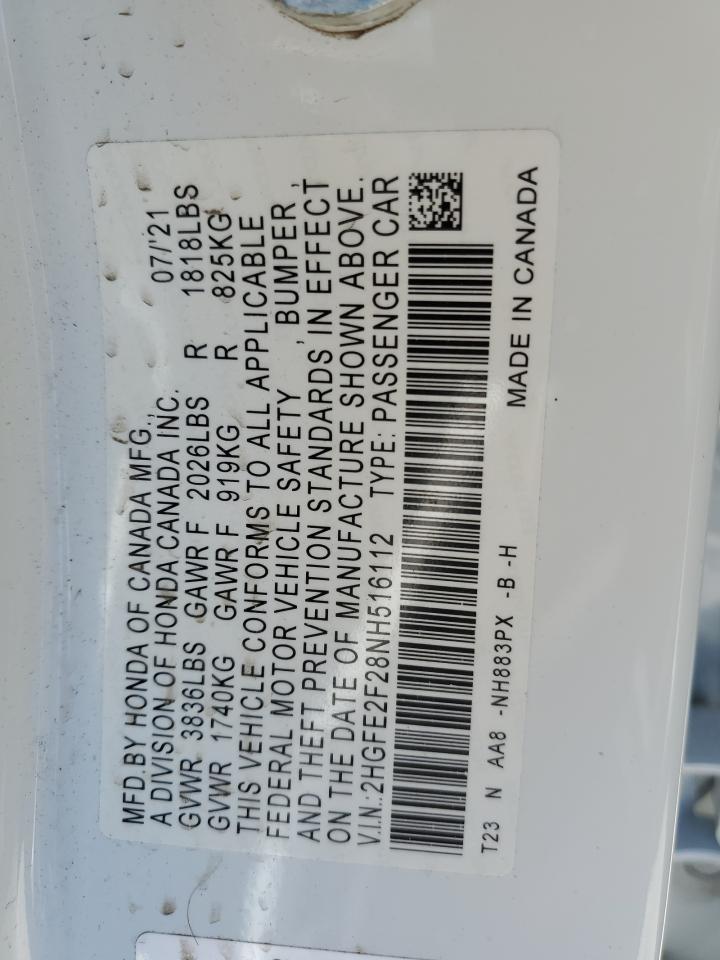 MFD.BY HONDA OF CANADA MFG., 07/'21
A DIVISION OF HONDA CANADA INC.
GVWR 3836LBS GAWR F 2026LBS R 1818LBS
GVWR 1740KG GAWR F 919KG R 825KG
THIS VEHICLE CONFORMS TO ALL APPLICABLE
FEDERAL MOTOR VEHICLE SAFETY , BUMPER ,
AND THEFT PREVENTION STANDARDS IN EFFECT
ON THE DATE OF MANUFACTURE SHOWN ABOVE.
V.I.N.:2HGFE2F28NH516112 TYPE: PASSENGER CAR
T23 N AA8 -NH883PX -B -H MADE IN CANADA